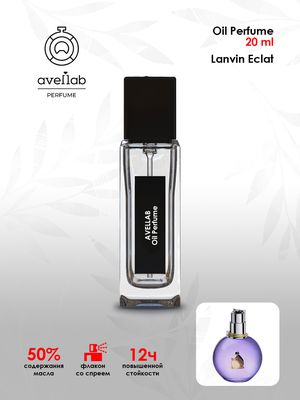 avellab
PERFUME
Oil Perfume
20 ml
Lanvin Eclat
AVELLAB
Oil Perfume
50%
содержания
масла
флакон
со спреем
12ч
повышенной
стойкости